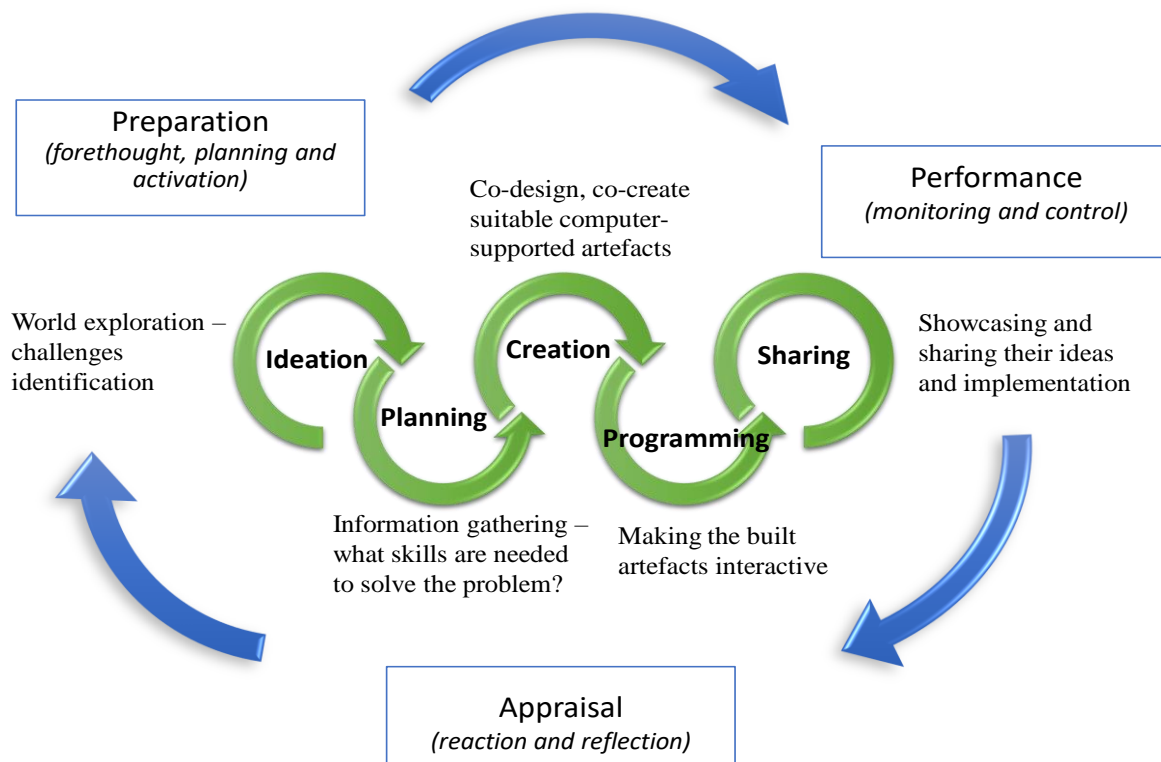 Preparation
(forethought, planning and
activation)
Performance
(monitoring and control)
Co-design, co-create
suitable computer-
supported artefacts
World exploration –
challenges
identification
Ideation
Planning
Creation
Programming
Sharing
Showcasing and
sharing their ideas
and implementation
Information gathering –
what skills are needed
to solve the problem?
Making the built
artefacts interactive
Appraisal
(reaction and reflection)